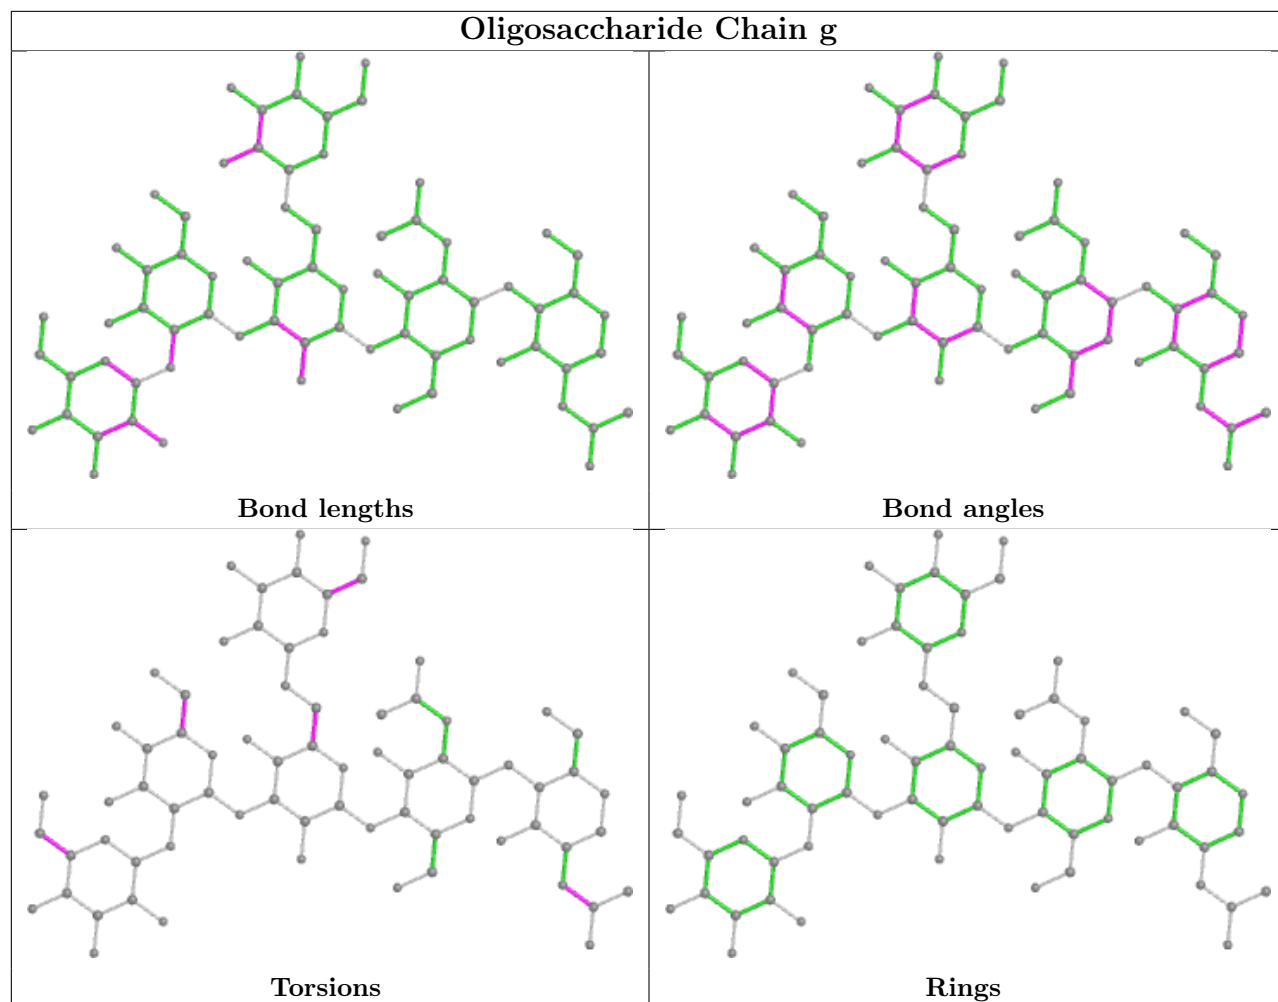 Oligosaccharide Chain g
Bond lengths
Bond angles
Torsions
Rings